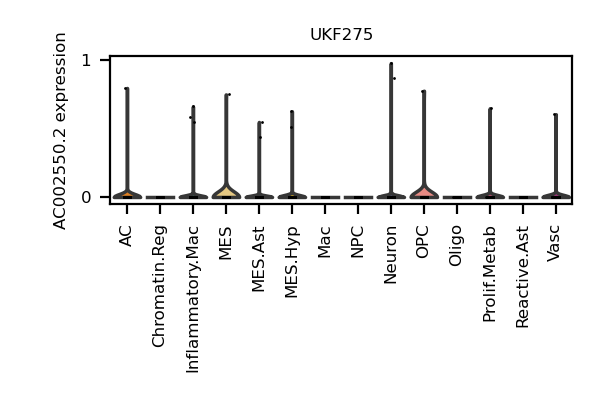 UKF275
AC002550.2 expression
1
0
AC
Chromatin.Reg
Inflammatory.Mac
MES
MES.Ast
MES.Hyp
Mac
NPC
Neuron
OPC
Oligo
Prolif.Metab
Reactive.Ast
Vasc